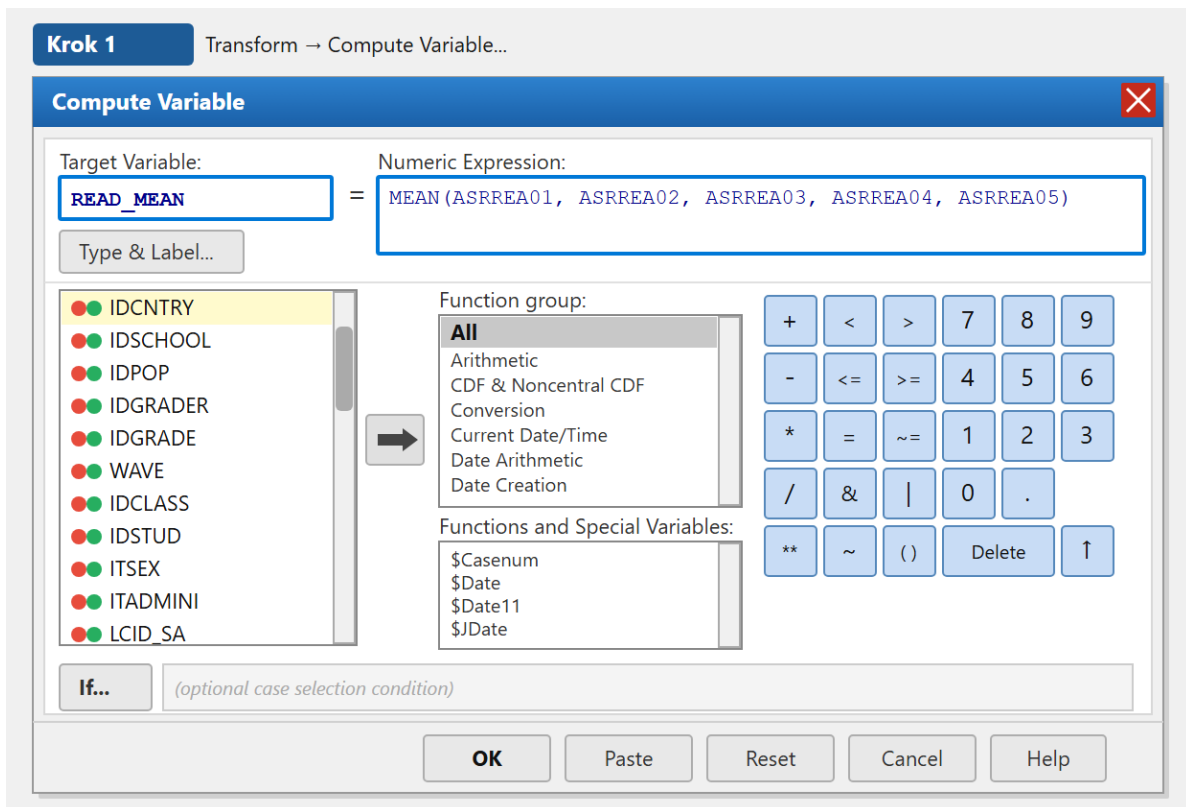 Krok 1 Transform → Compute Variable...
Compute Variable
Target Variable: Numeric Expression:
READ_MEAN = MEAN(ASRREA01, ASRREA02, ASRREA03, ASRREA04, ASRREA05)
Type & Label...
IDCNTRY
IDSCHOOL
IDPOP
IDGRADER
IDGRADE
WAVE
IDCLASS
IDSTUD
ITSEX
ITADMINI
LCID_SA
Function group:
All
Arithmetic
CDF & Noncentral CDF
Conversion
Current Date/Time
Date Arithmetic
Date Creation
Functions and Special Variables:
$Casenum
$Date
$Date11
$JDate
+ < > 7 8 9
- <= >= 4 5 6
* = ~= 1 2 3
/ & | 0 .
** ~ () Delete ↑
If... (optional case selection condition)
OK Paste Reset Cancel Help